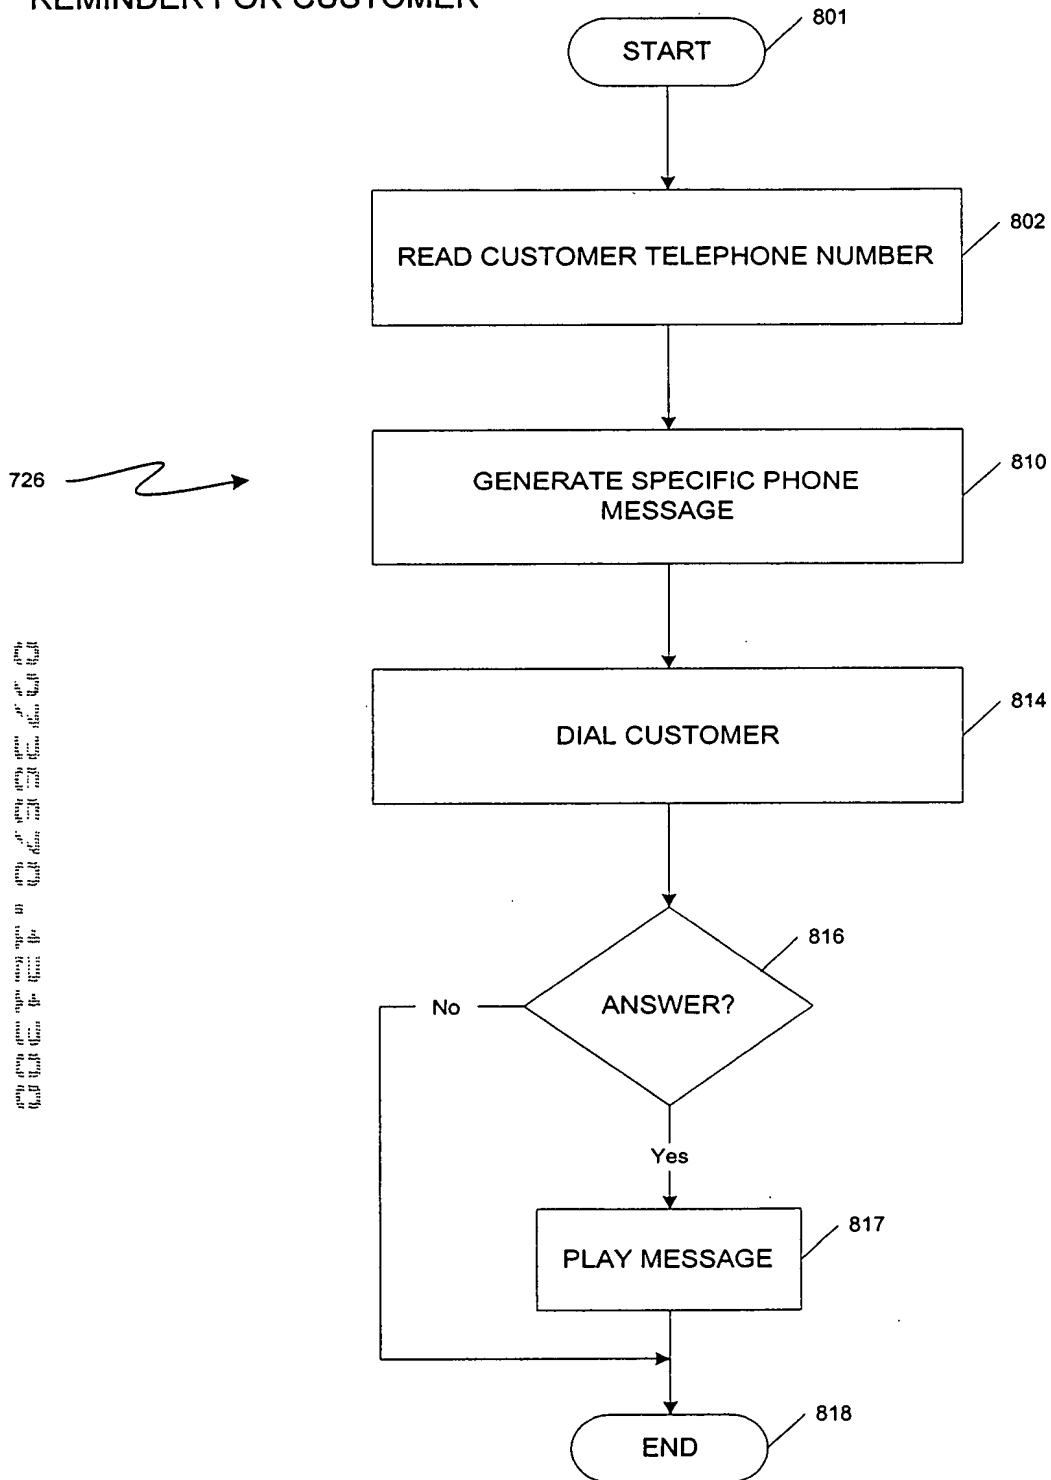 REMINDER FOR CUSTOMER
801
START
802
READ CUSTOMER TELEPHONE NUMBER
726
810
GENERATE SPECIFIC PHONE
MESSAGE
814
DIAL CUSTOMER
816
No
ANSWER?
Yes
817
PLAY MESSAGE
818
END